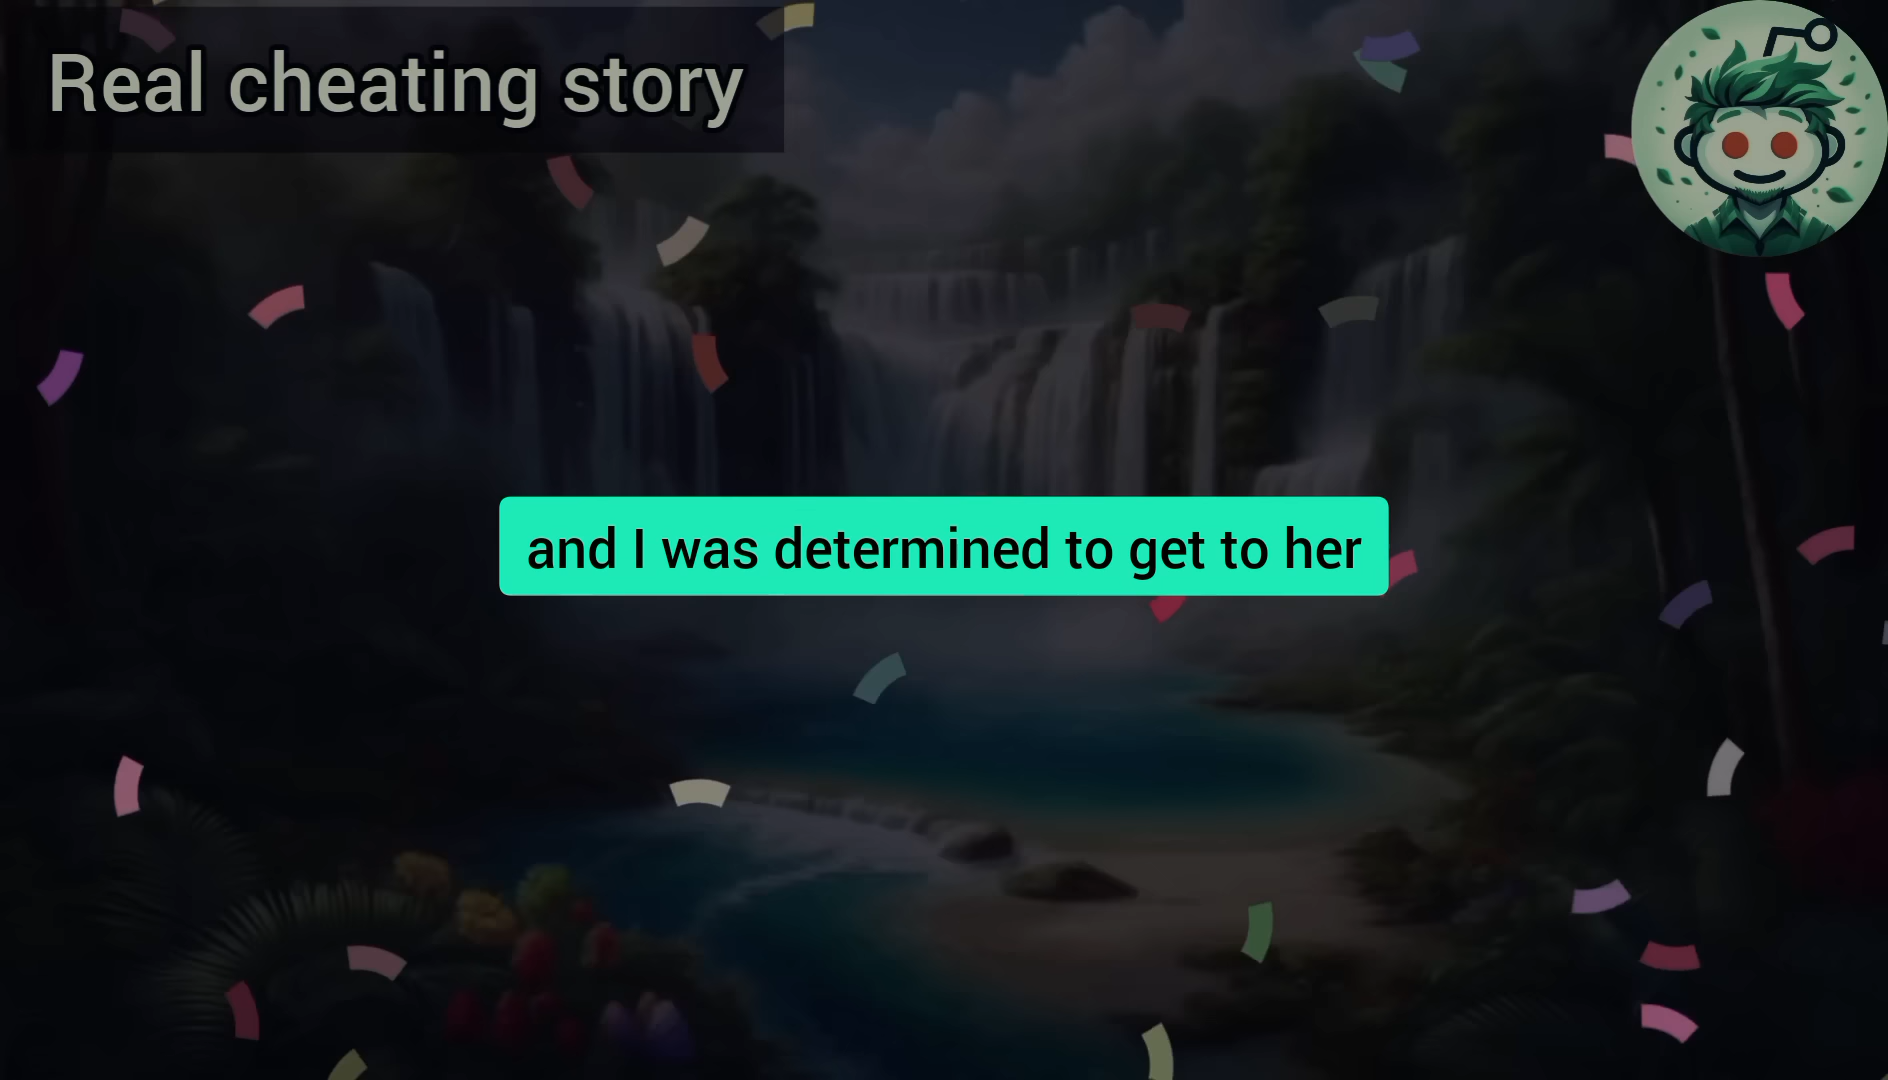 Real cheating story
and I was determined to get to her